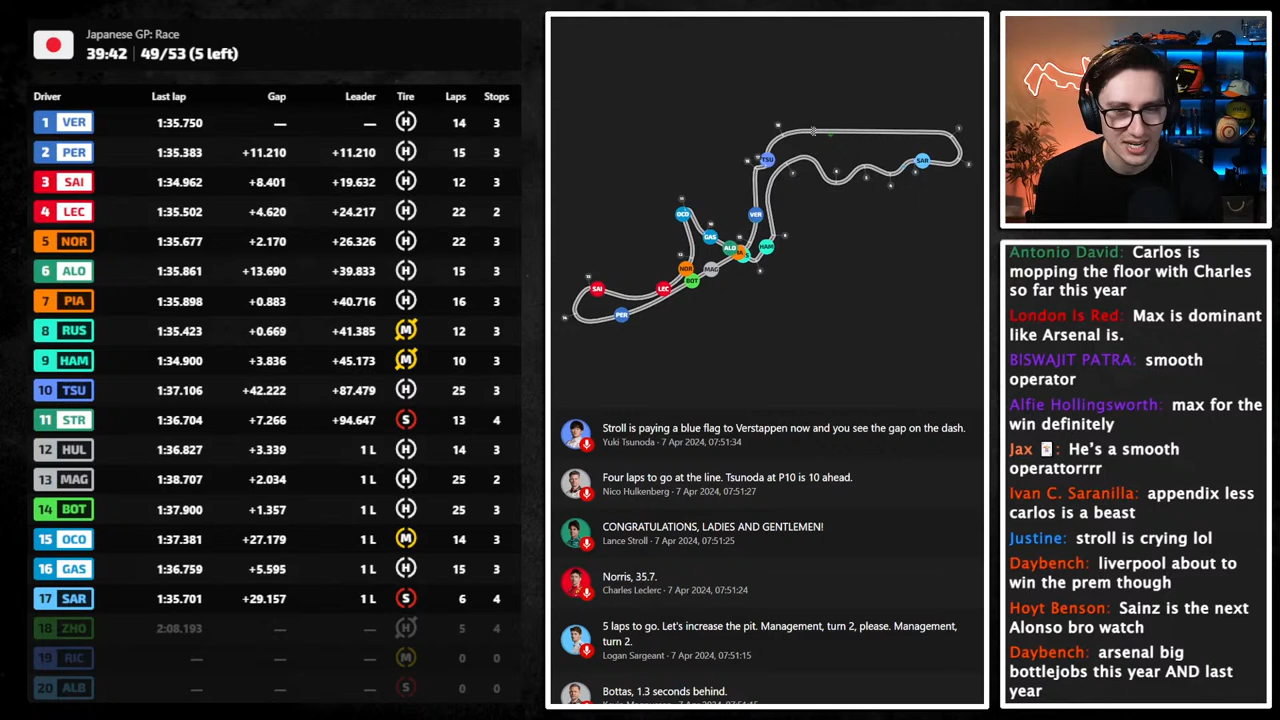 Japanese GP: Race
39:42 | 49/53 (5 left)
Driver Last lap Gap Leader Tire Laps Stops
1 VER 1:35.750 — — H 14 3
2 PER 1:35.383 +11.210 +11.210 H 15 3
3 SAI 1:34.962 +8.401 +19.632 H 12 3
4 LEC 1:35.502 +4.620 +24.217 H 22 2
5 NOR 1:35.677 +2.170 +26.326 H 22 3
6 ALO 1:35.861 +13.690 +39.833 H 15 3
7 PIA 1:35.898 +0.883 +40.716 H 16 3
8 RUS 1:35.423 +0.669 +41.385 M 12 3
9 HAM 1:34.900 +3.836 +45.173 M 10 3
10 TSU 1:37.106 +42.222 +87.479 H 25 3
11 STR 1:36.704 +7.266 +94.647 S 13 4
12 HUL 1:36.827 +3.339 1 L H 14 3
13 MAG 1:38.707 +2.034 1 L H 25 2
14 BOT 1:37.900 +1.357 1 L H 25 3
15 OCO 1:37.381 +27.179 1 L M 14 3
16 GAS 1:36.759 +5.595 1 L H 15 3
17 SAR 1:35.701 +29.157 1 L S 6 4
18 ZHO 2:08.193 — — H 5
19 RIC — — — M 0 0
20 ALB — — — S 0 0
TSU
SAR
OCO
VER
GAS
ALO
HAM
NOR
MAG
BOT
SAI
LEC
PER
Stroll is paying a blue flag to Verstappen now and you see the gap on the dash.
Yuki Tsunoda - 7 Apr 2024, 07:51:34
Four laps to go at the line. Tsunoda at P10 is 10 ahead.
Nico Hulkenberg - 7 Apr 2024, 07:51:27
CONGRATULATIONS, LADIES AND GENTLEMEN!
Lance Stroll - 7 Apr 2024, 07:51:25
Norris, 35.7.
Charles Leclerc - 7 Apr 2024, 07:51:24
5 laps to go. Let's increase the pit. Management, turn 2, please. Management,
turn 2.
Logan Sargeant - 7 Apr 2024, 07:51:15
Bottas, 1.3 seconds behind.
Antonio David: Carlos is
mopping the floor with Charles
so far this year
London Is Red: Max is dominant
like Arsenal is.
BISWAJIT PATRA: smooth
operator
Alfie Hollingsworth: max for the
win definitely
Jax 🃏: He's a smooth
operattorrrr
Ivan C. Saranilla: appendix less
carlos is a beast
Justine: stroll is crying lol
Daybench: liverpool about to
win the prem though
Hoyt Benson: Sainz is the next
Alonso bro watch
Daybench: arsenal big
bottlejobs this year AND last
year